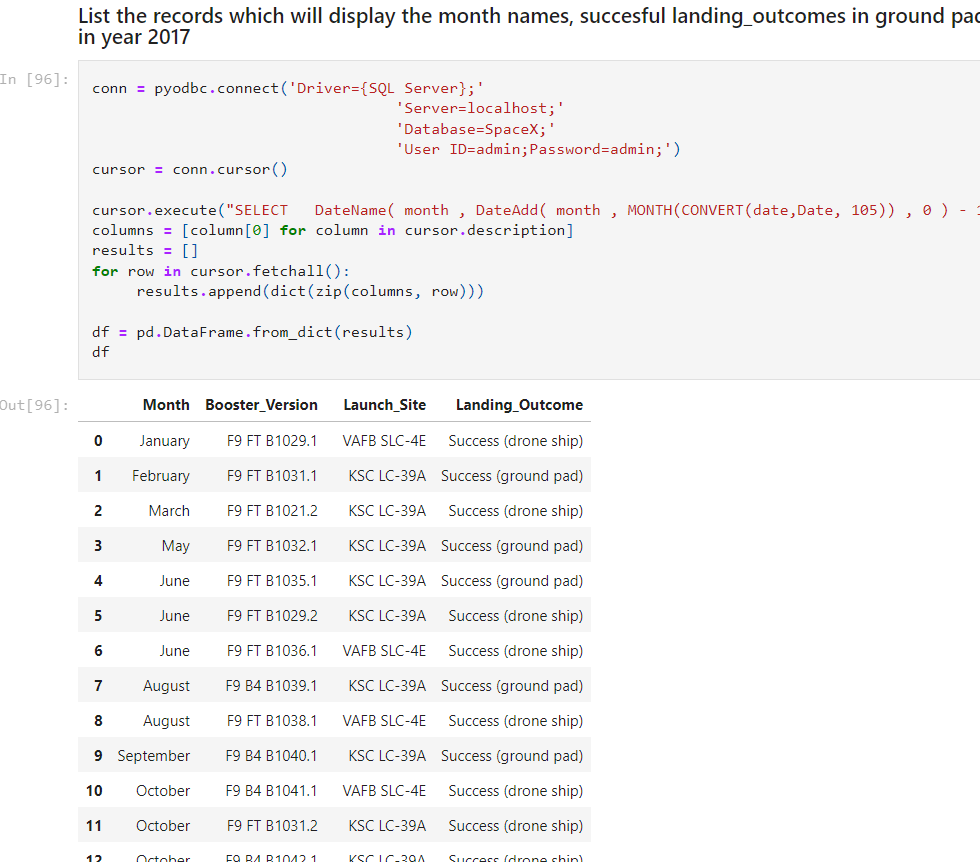 List the records which will display the month names, succesful landing_outcomes in ground pad
in year 2017
In [96]:
conn = pyodbc.connect('Driver={SQL Server};'
'Server=localhost;'
'Database=SpaceX;'
'User ID=admin;Password=admin;')
cursor = conn.cursor()
cursor.execute("SELECT   DateName( month , DateAdd( month , MONTH(CONVERT(date,Date, 105)) , 0 ) - 1
columns = [column[0] for column in cursor.description]
results = []
for row in cursor.fetchall():
results.append(dict(zip(columns, row)))
df = pd.DataFrame.from_dict(results)
df
Out[96]:
Month Booster_Version Launch_Site Landing_Outcome
0 January F9 FT B1029.1 VAFB SLC-4E Success (drone ship)
1 February F9 FT B1031.1 KSC LC-39A Success (ground pad)
2 March F9 FT B1021.2 KSC LC-39A Success (drone ship)
3 May F9 FT B1032.1 KSC LC-39A Success (ground pad)
4 June F9 FT B1035.1 KSC LC-39A Success (ground pad)
5 June F9 FT B1029.2 KSC LC-39A Success (drone ship)
6 June F9 FT B1036.1 VAFB SLC-4E Success (drone ship)
7 August F9 B4 B1039.1 KSC LC-39A Success (ground pad)
8 August F9 FT B1038.1 VAFB SLC-4E Success (drone ship)
9 September F9 B4 B1040.1 KSC LC-39A Success (ground pad)
10 October F9 B4 B1041.1 VAFB SLC-4E Success (drone ship)
11 October F9 FT B1031.2 KSC LC-39A Success (drone ship)
12 October F9 B4 B1042.1 KSC LC-39A Success (drone ship)